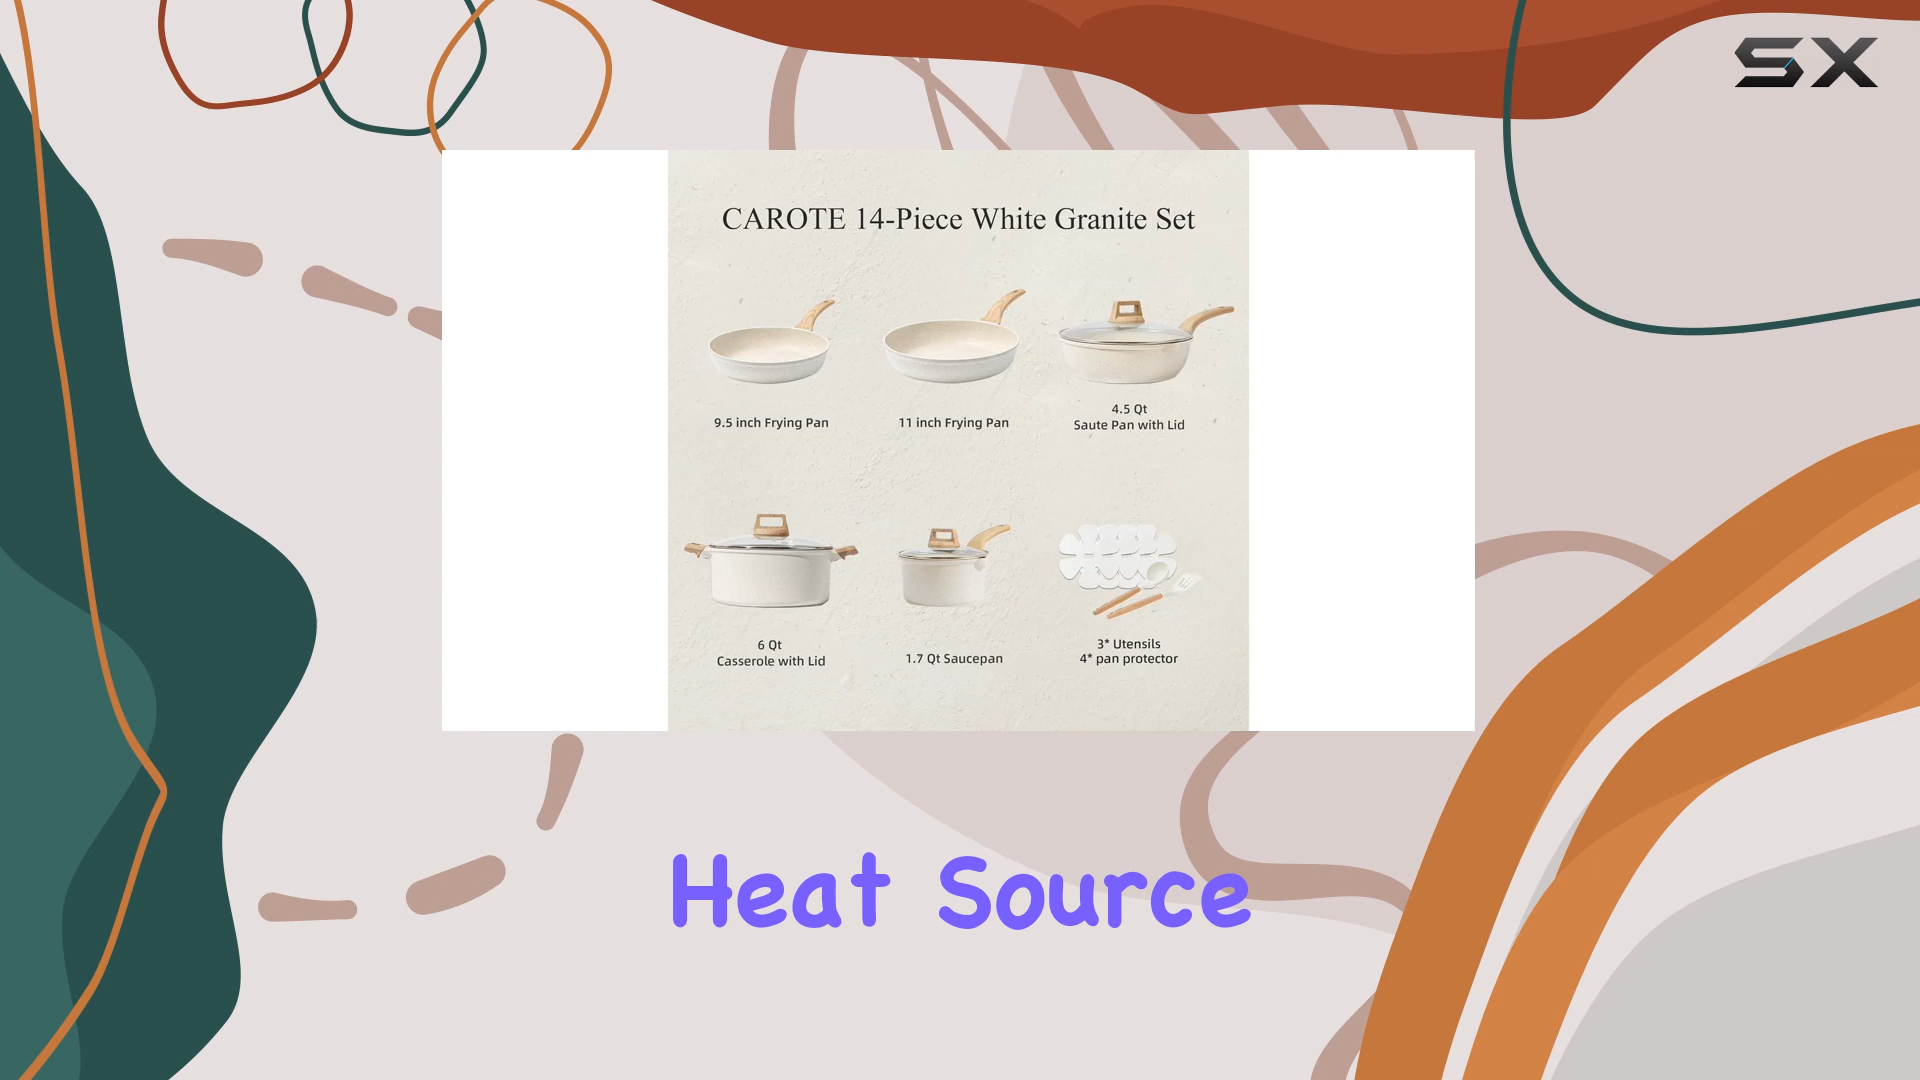 SX
CAROTE 14-Piece White Granite Set
9.5 inch Frying Pan
11 inch Frying Pan
4.5 Qt
Saute Pan with Lid
6 Qt
Casserole with Lid
1.7 Qt Saucepan
3* Utensils
4* pan protector
Heat Source